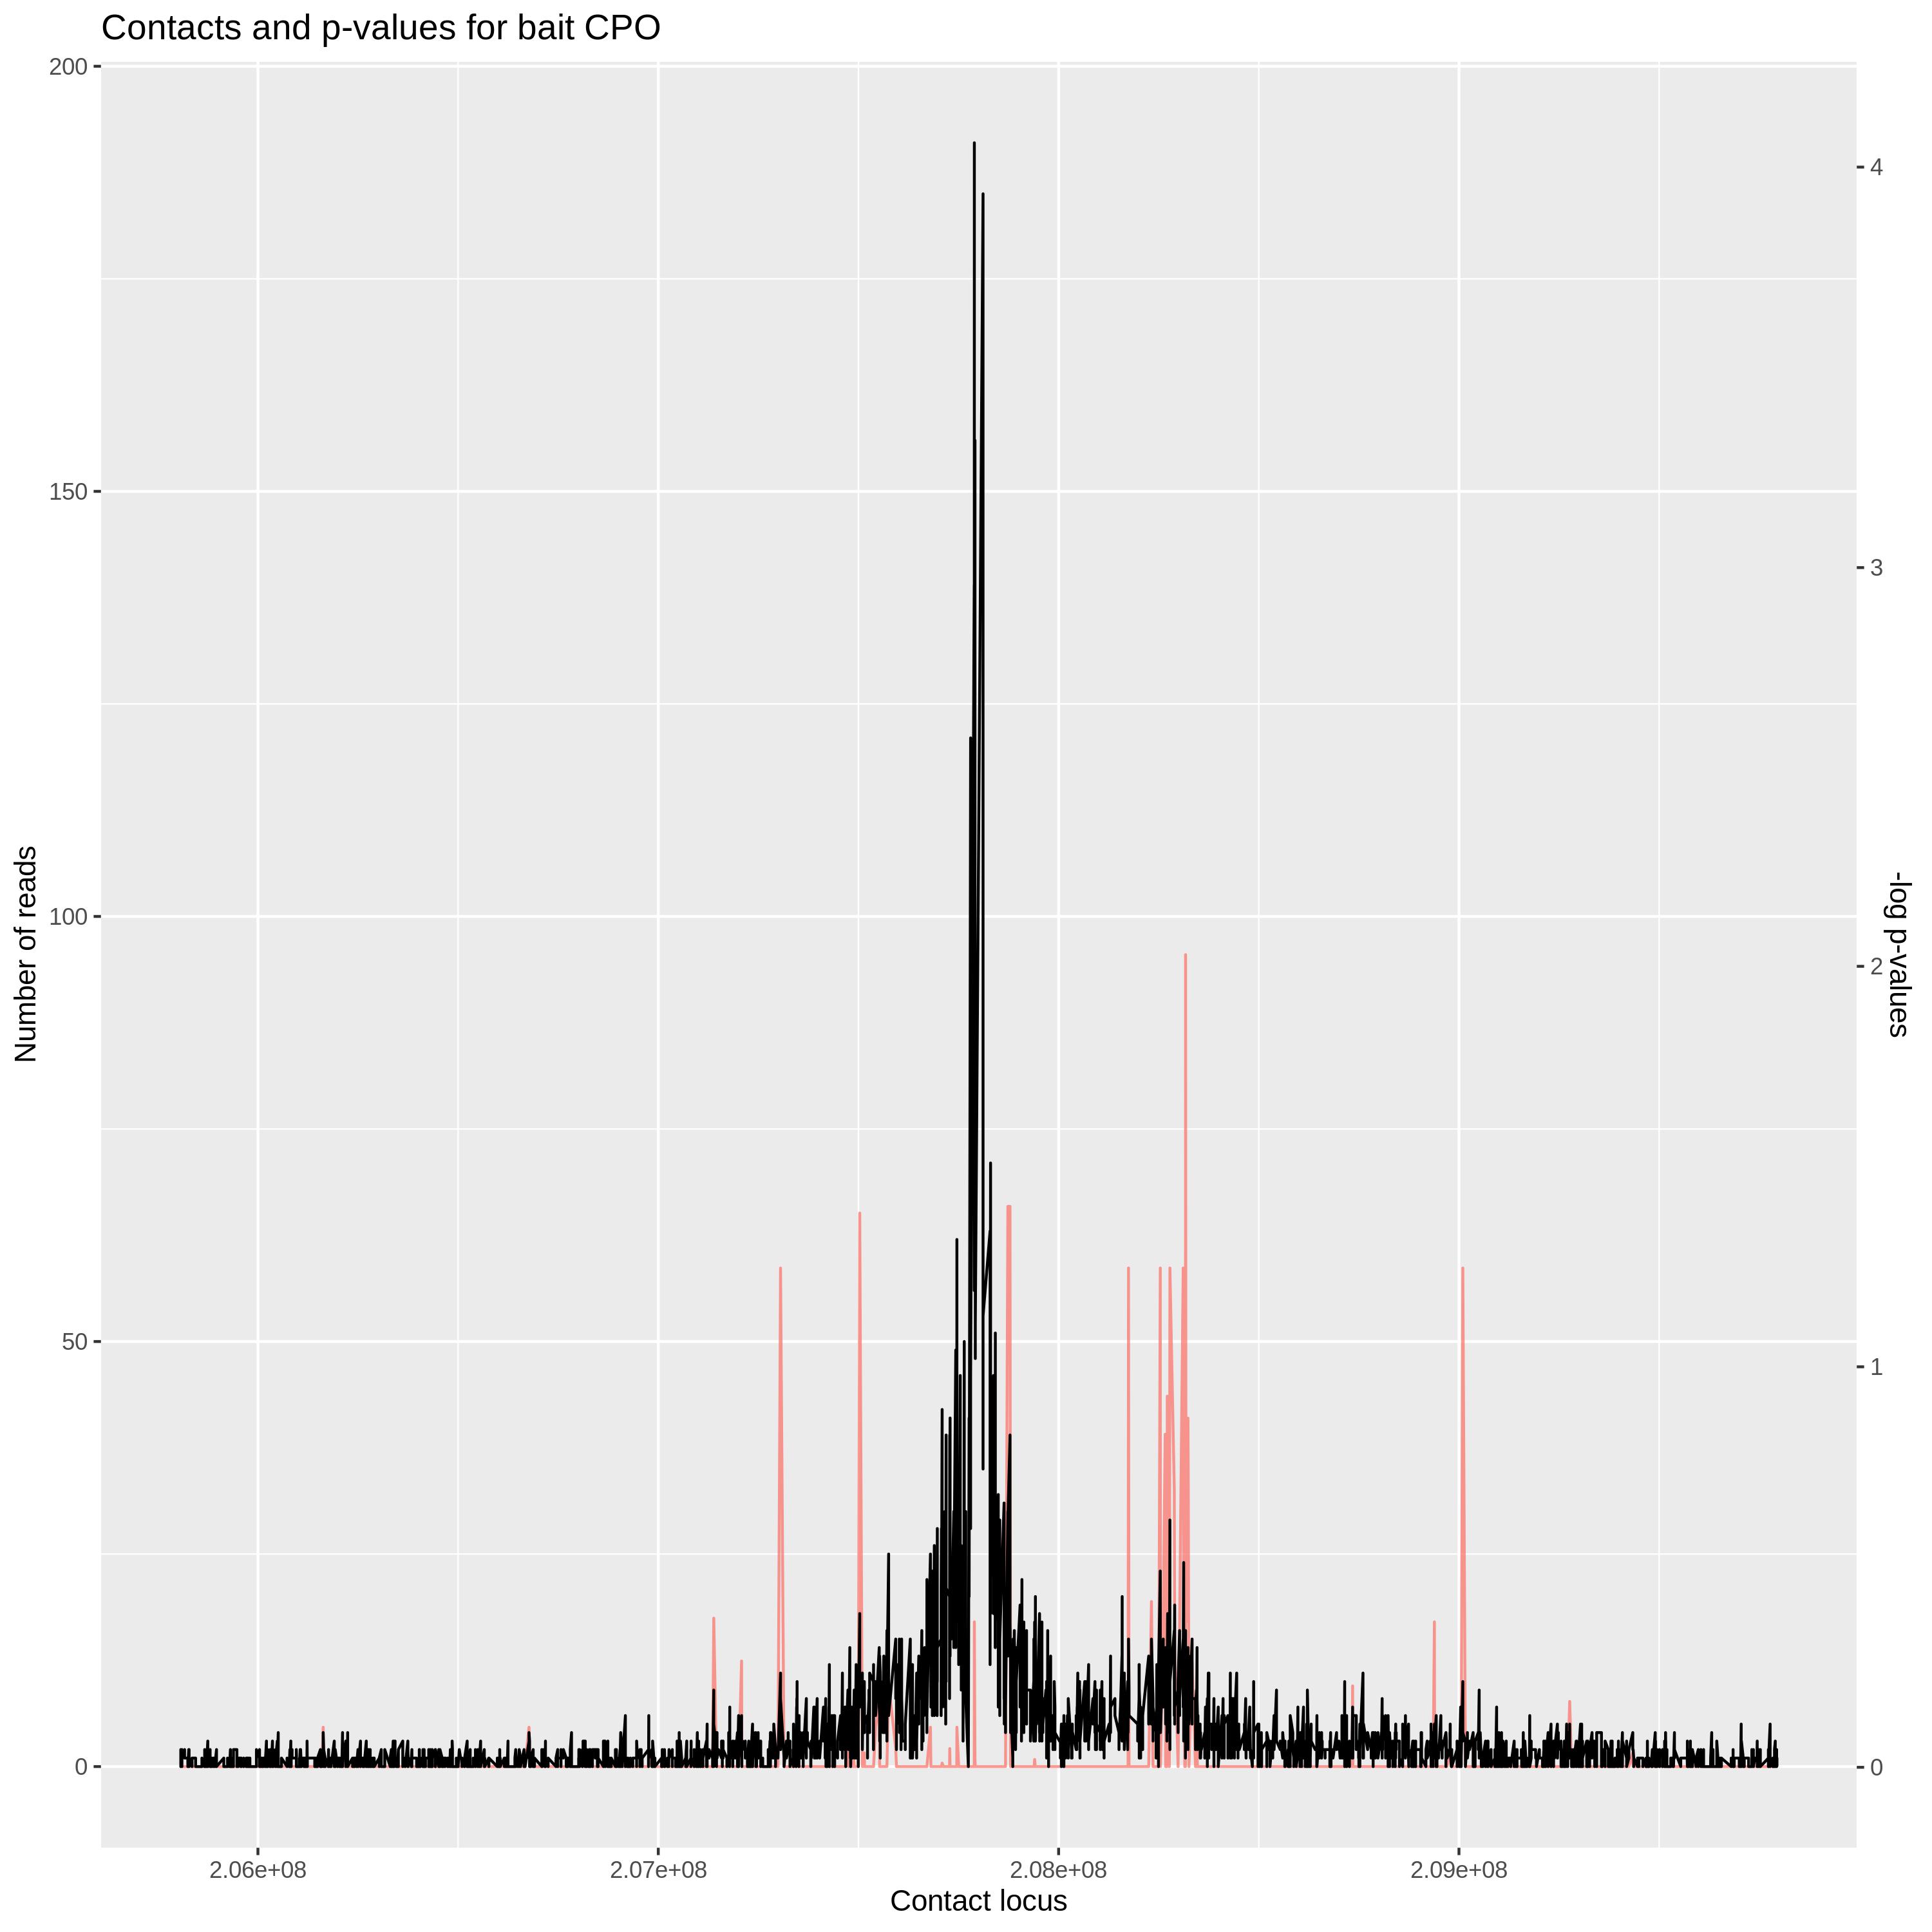 Contacts and p-values for bait CPO
200
150
100
50
0
Number of reads
4
3
2
1
0
-log p-values
2.06e+08
2.07e+08
2.08e+08
2.09e+08
Contact locus